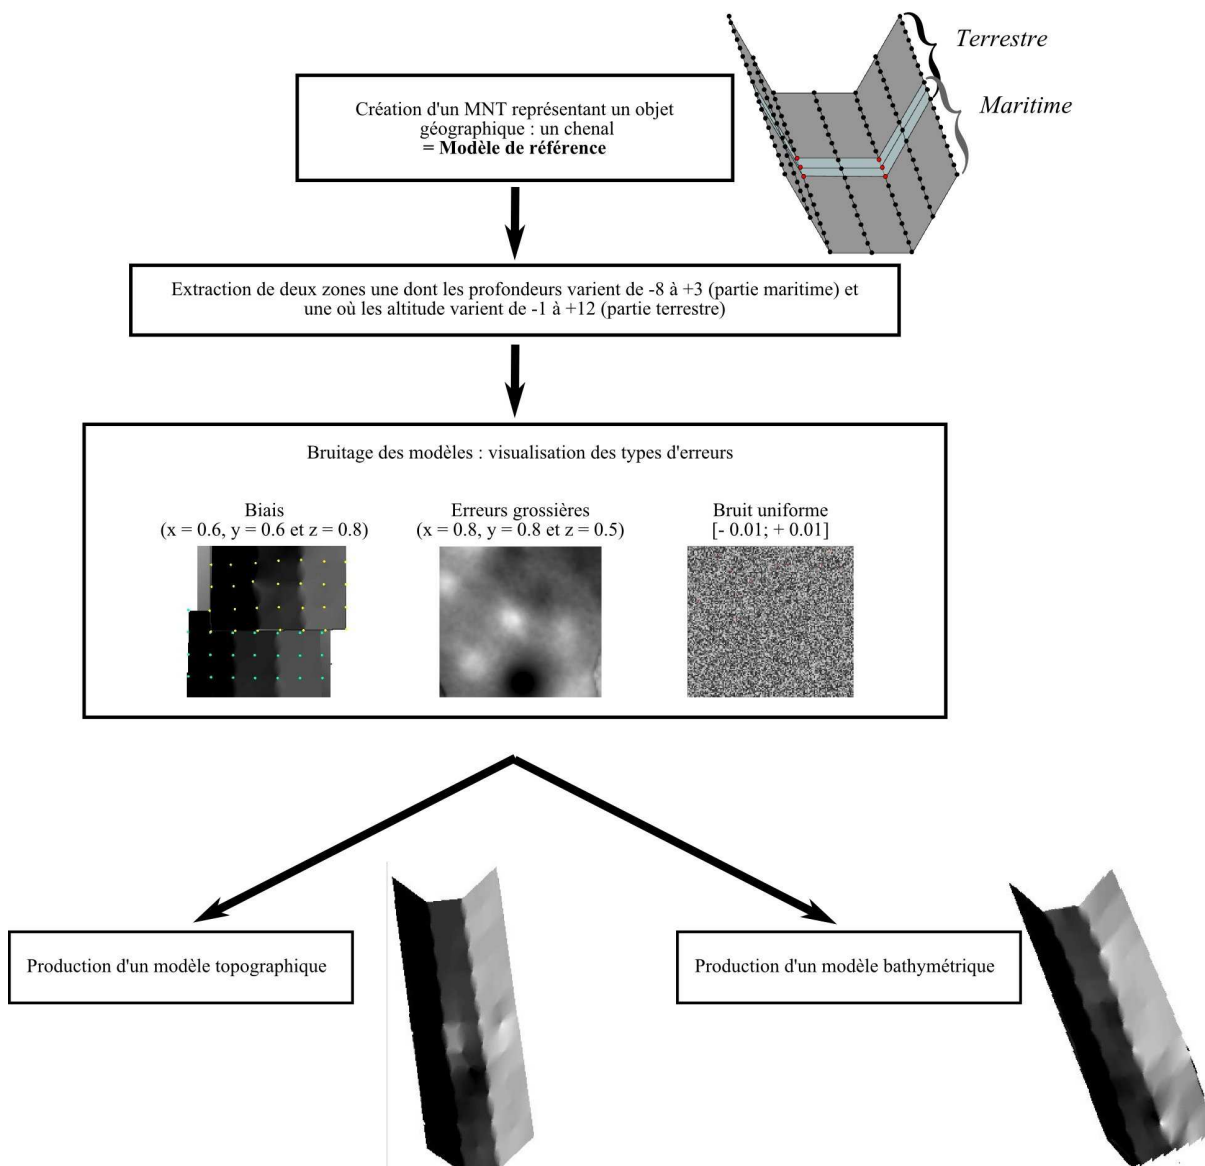 Terrestre
Maritime
Création d'un MNT représentant un objet
géographique : un chenal
= Modèle de référence
Extraction de deux zones une dont les profondeurs varient de -8 à +3 (partie maritime) et
une où les altitude varient de -1 à +12 (partie terrestre)
Bruitage des modèles : visualisation des types d'erreurs
Biais
(x = 0.6, y = 0.6 et z = 0.8)
Erreurs grossières
(x = 0.8, y = 0.8 et z = 0.5)
Bruit uniforme
[- 0.01; + 0.01]
Production d'un modèle topographique
Production d'un modèle bathymétrique